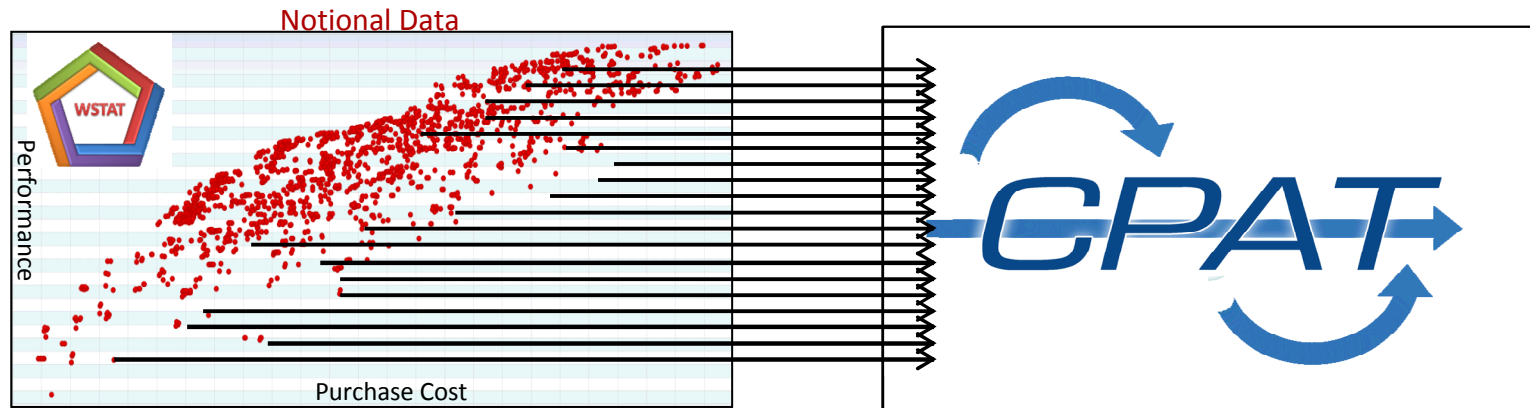 Notional Data
WSTAT
Performance
Purchase Cost
CPAT